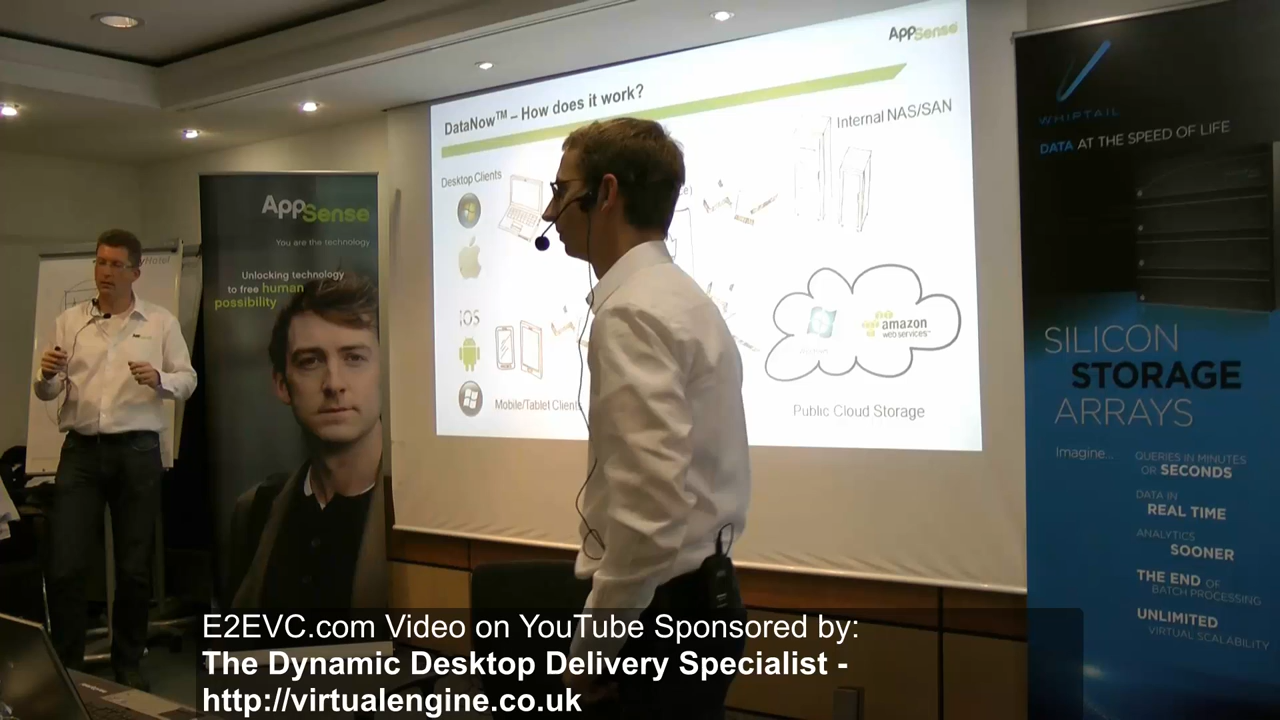 AppSense
DataNow™ – How does it work?
Internal NAS/SAN
Desktop Clients
iOS
Mobile/Tablet Client
amazon
web services™
Public Cloud Storage
AppSense
You are the technology
Unlocking technology
to free human
possibility
yHotel
WHIPTAIL
DATA AT THE SPEED OF LIFE
SILICON
STORAGE
ARRAYS
Imagine...
QUERIES IN MINUTES
OR SECONDS
DATA IN
REAL TIME
ANALYTICS
SOONER
THE END OF
BATCH PROCESSING
UNLIMITED
VIRTUAL SCALABILITY
E2EVC.com Video on YouTube Sponsored by:
The Dynamic Desktop Delivery Specialist -
http://virtualengine.co.uk